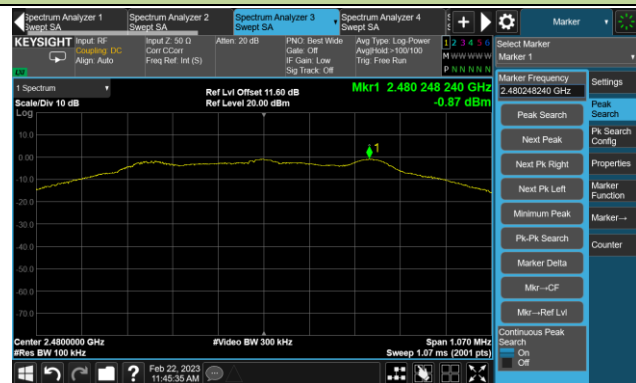 Spectrum Analyzer 1
Swept SA
Spectrum Analyzer 2
Swept SA
Spectrum Analyzer 3
Swept SA
Spectrum Analyzer 4
Swept SA
Marker
KEYSIGHT
Input: RF
Coupling: DC
Align: Auto
Input Z: 50 Ω
Corr CCorr
Freq Ref: Int (S)
Atten: 20 dB
PNO: Best Wide
Gate: Off
IF Gain: Low
Sig Track: Off
Avg Type: Log-Power
Avg|Hold:>100/100
Trig: Free Run
1 2 3 4 5 6
M W W W W W
P N N N N N
Select Marker
Marker 1
1 Spectrum
Scale/Div 10 dB
Log
Ref Lvl Offset 11.60 dB
Ref Level 20.00 dBm
Mkr1 2.480 248 240 GHz
-0.87 dBm
10.0
0.00
-10.0
-20.0
-30.0
-40.0
-50.0
-60.0
-70.0
1
Center 2.4800000 GHz
#Res BW 100 kHz
#Video BW 300 kHz
Span 1.070 MHz
Sweep 1.07 ms (2001 pts)
Marker Frequency
2.480248240 GHz
Peak Search
Next Peak
Next Pk Right
Next Pk Left
Minimum Peak
Pk-Pk Search
Marker Delta
Mkr→CF
Mkr→Ref Lvl
Continuous Peak
Search
On
Off
Settings
Peak
Search
Pk Search
Config
Properties
Marker
Function
Marker→
Counter
Feb 22, 2023
11:45:35 AM